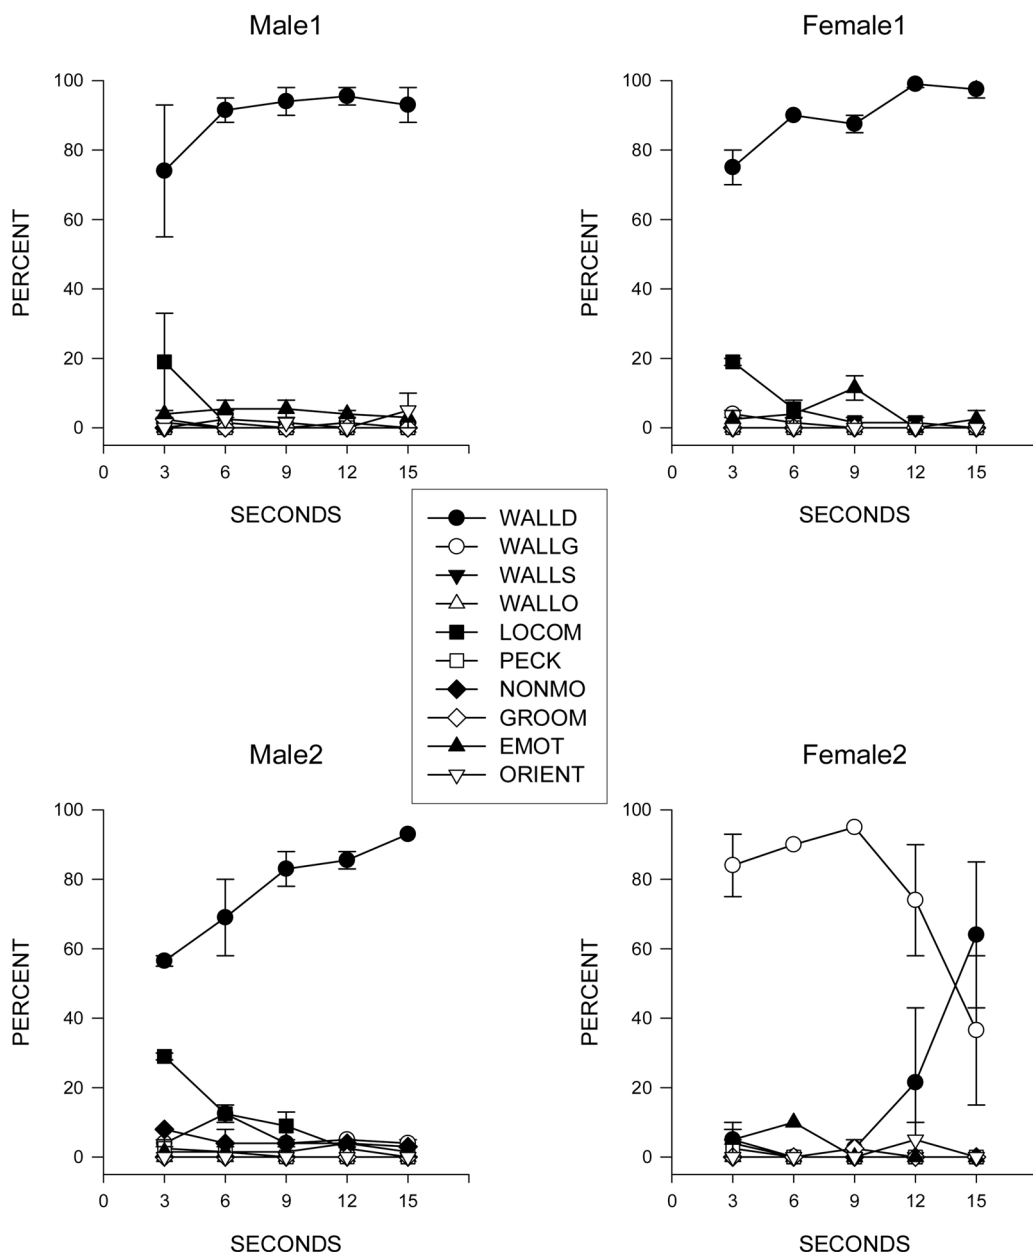 Male1
100
80
60
40
20
0
PERCENT
0 3 6 9 12 15
SECONDS
Female1
100
80
60
40
20
0
PERCENT
0 3 6 9 12 15
SECONDS
WALLD
WALLG
WALLS
WALLO
LOCOM
PECK
NONMO
GROOM
EMOT
ORIENT
Male2
100
80
60
40
20
0
PERCENT
0 3 6 9 12 15
SECONDS
Female2
100
80
60
40
20
0
PERCENT
0 3 6 9 12 15
SECONDS